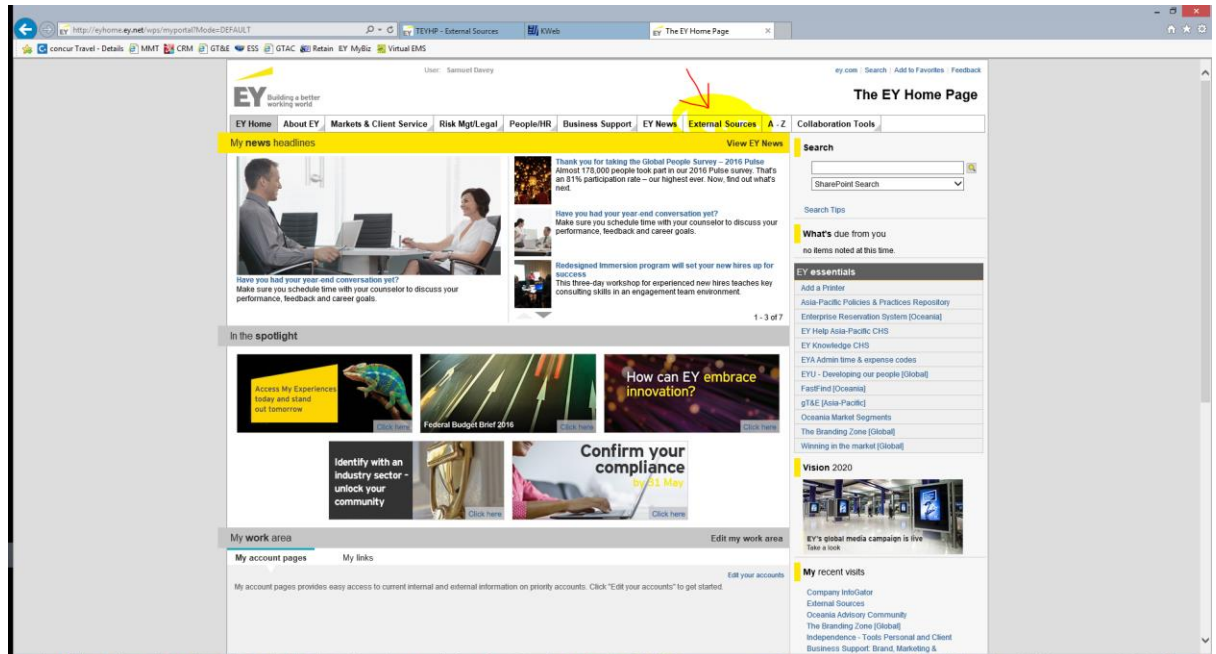 http://eyhome.ey.net/wps/myportal?Mode=DEFAULT
TEYHP - External Sources
KWeb
The EY Home Page
concur Travel - Details MMT CRM GT&E ESS GTAC Retain EY MyBiz Virtual EMS
User: Samuel Davey
ey.com | Search | Add to Favorites | Feedback
EY Building a better
working world
The EY Home Page
EY Home About EY Markets & Client Service Risk Mgt/Legal People/HR Business Support EY News External Sources A - Z Collaboration Tools
My news headlines
View EY News
Have you had your year-end conversation yet?
Make sure you schedule time with your counselor to discuss your
performance, feedback and career goals.
Thank you for taking the Global People Survey – 2016 Pulse
Almost 178,000 people took part in our 2016 Pulse survey. That's
an 81% participation rate – our highest ever. Now, find out what's
next.
Have you had your year-end conversation yet?
Make sure you schedule time with your counselor to discuss your
performance, feedback and career goals.
Redesigned Immersion program will set your new hires up for
success
This three-day workshop for experienced new hires teaches key
consulting skills in an engagement team environment.
1 - 3 of 7
In the spotlight
Access My Experiences
today and stand
out tomorrow
Click here
Federal Budget Brief 2016
Click here
How can EY embrace
innovation?
Click here
Identify with an
industry sector -
unlock your
community
Click here
Confirm your
compliance
by 31 May
Click here
My work area
Edit my work area
My account pages
My links
Edit your accounts
My account pages provides easy access to current internal and external information on priority accounts. Click "Edit your accounts" to get started.
Search
SharePoint Search
Search Tips
What's due from you
no items noted at this time.
EY essentials
Add a Printer
Asia-Pacific Policies & Practices Repository
Enterprise Reservation System [Oceania]
EY Help Asia-Pacific CHS
EY Knowledge CHS
EYA Admin time & expense codes
EYU - Developing our people [Global]
FastFind [Oceania]
gT&E [Asia-Pacific]
Oceania Market Segments
The Branding Zone [Global]
Winning in the market [Global]
Vision 2020
EY's global media campaign is live
Take a look
My recent visits
Company InfoGator
External Sources
Oceania Advisory Community
The Branding Zone [Global]
Independence - Tools Personal and Client
Business Support: Brand, Marketing &